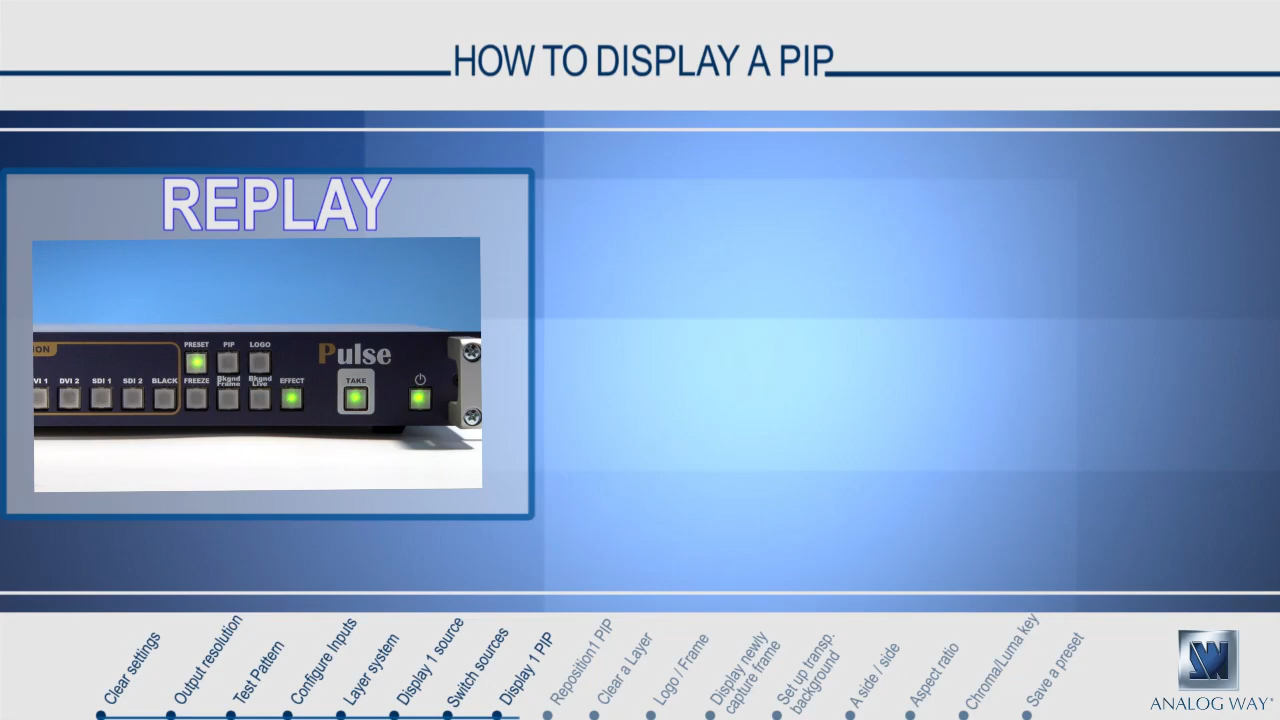 HOW TO DISPLAY A PIP
REPLAY
ION
PRESET PIP LOGO
Pulse
VI 1 DVI 2 SDI 1 SDI 2 BLACK FREEZE Bkgnd Frame Bkgnd Live EFFECT TAKE
Clear settings
Output resolution
Test Pattern
Configure Inputs
Layer system
Display 1 source
Switch sources
Display 1 PIP
Reposition1 PIP
Clear a Layer
Logo / Frame
Display newly
capture frame
Set up transp.
background
A side / side
Aspect ratio
Chroma/Luma key
Save a preset
ANALOG WAY®